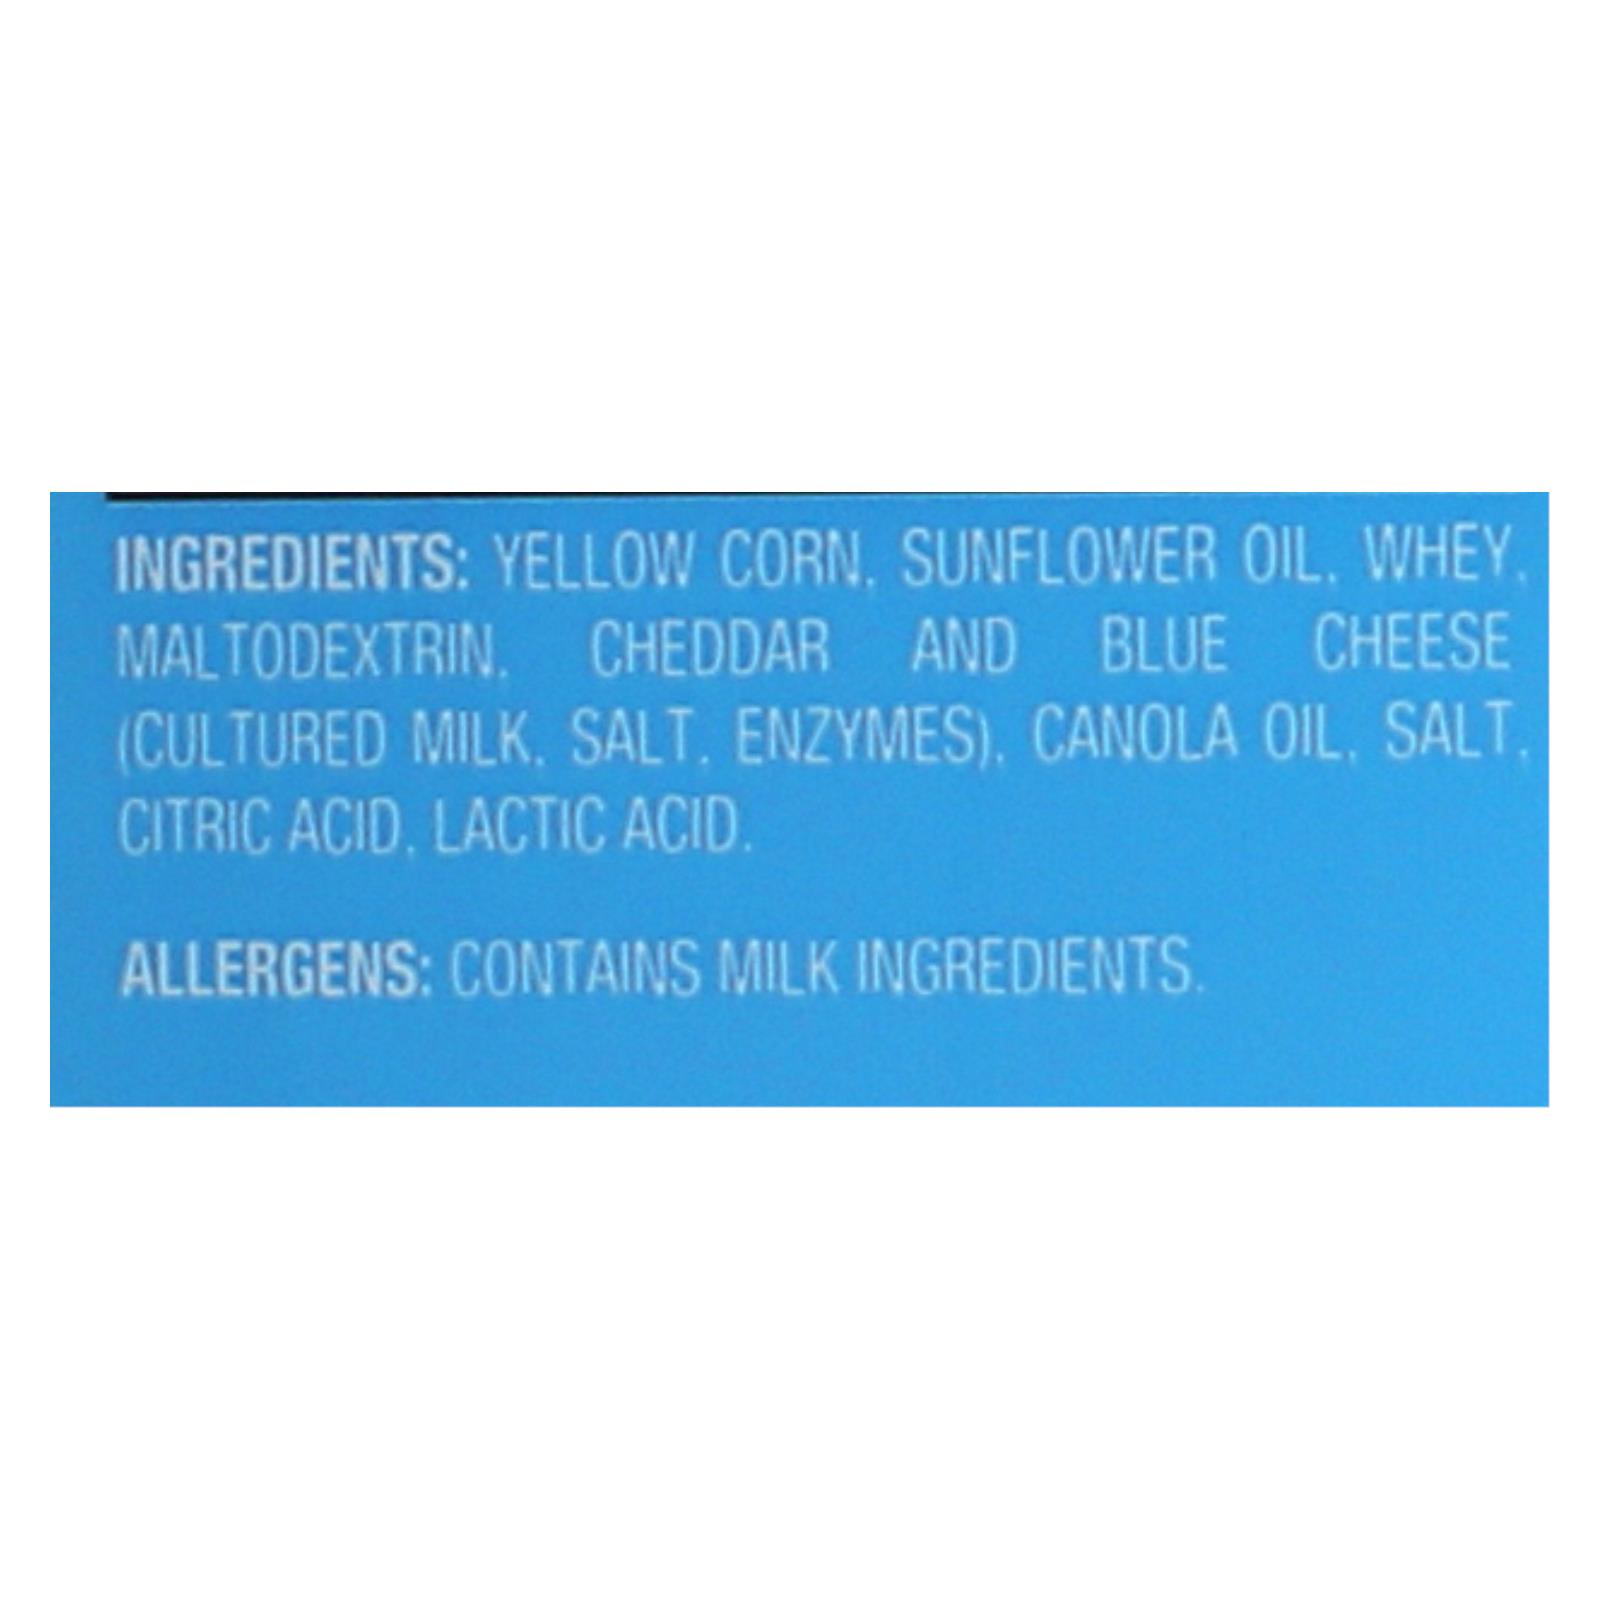 INGREDIENTS: YELLOW CORN, SUNFLOWER OIL, WHEY,
MALTODEXTRIN, CHEDDAR AND BLUE CHEESE
(CULTURED MILK, SALT, ENZYMES), CANOLA OIL, SALT,
CITRIC ACID, LACTIC ACID.
ALLERGENS: CONTAINS MILK INGREDIENTS.